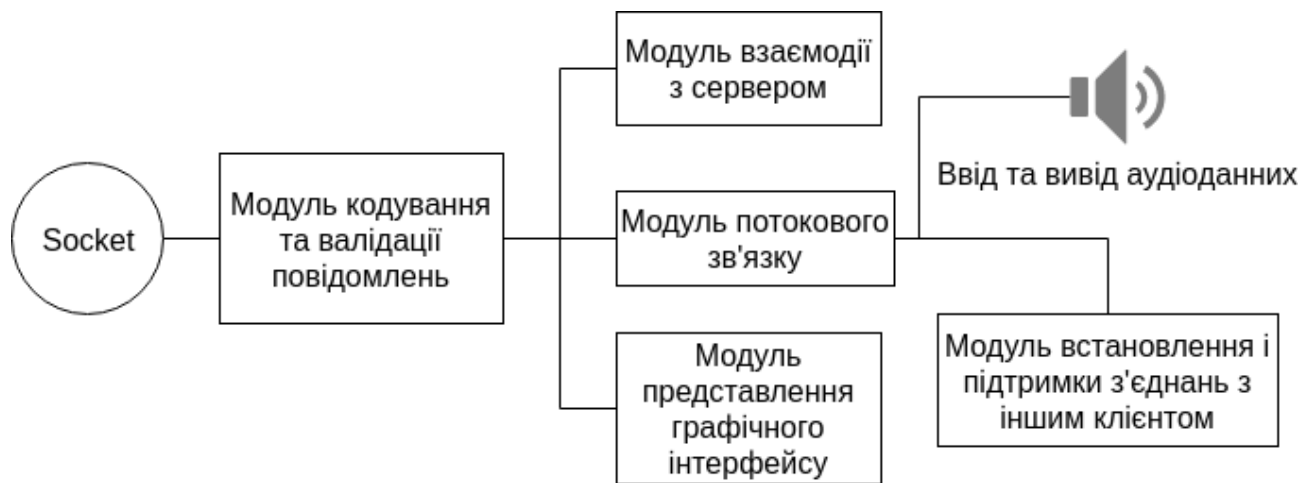 Socket
Модуль кодування
та валідації
повідомлень
Модуль взаємодії
з сервером
Модуль потокового
зв'язку
Модуль
представлення
графічного
інтерфейсу
Ввід та вивід аудіоданних
Модуль встановлення і
підтримки з'єднань з
іншим клієнтом